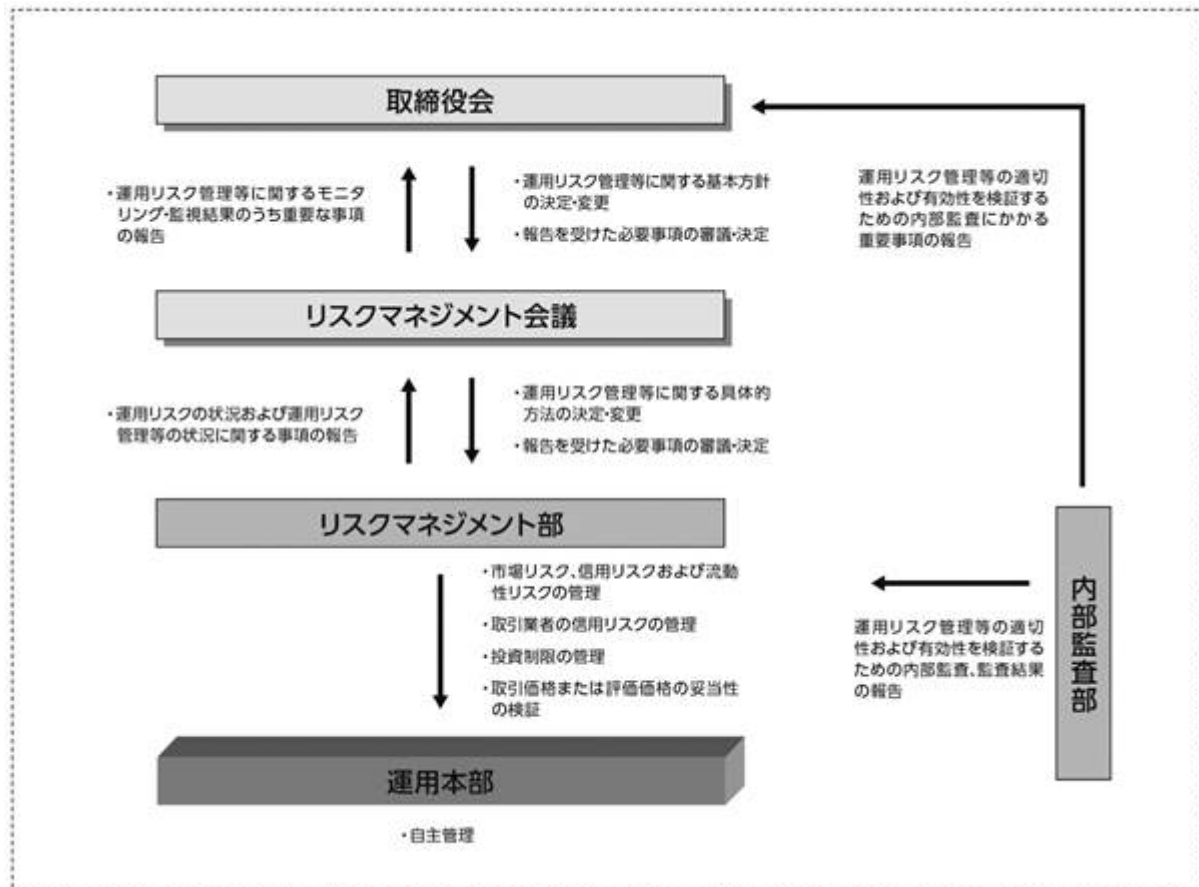 取締役会
・運用リスク管理等に関するモニタ
リング・監視結果のうち重要な事項
の報告
・運用リスク管理等に関する基本方針
の決定・変更
・報告を受けた必要事項の審議・決定
運用リスク管理等の適切
性および有効性を検証す
るための内部監査にかかる
重要事項の報告
リスクマネジメント会議
・運用リスクの状況および運用リスク
管理等の状況に関する事項の報告
・運用リスク管理等に関する具体的
方法の決定・変更
・報告を受けた必要事項の審議・決定
リスクマネジメント部
・市場リスク、信用リスクおよび流動
性リスクの管理
・取引業者の信用リスクの管理
・投資制限の管理
・取引価格または評価価格の妥当性
の検証
運用リスク管理等の適切
性および有効性を検証する
ための内部監査、監査結果
の報告
内部監査部
運用本部
・自主管理